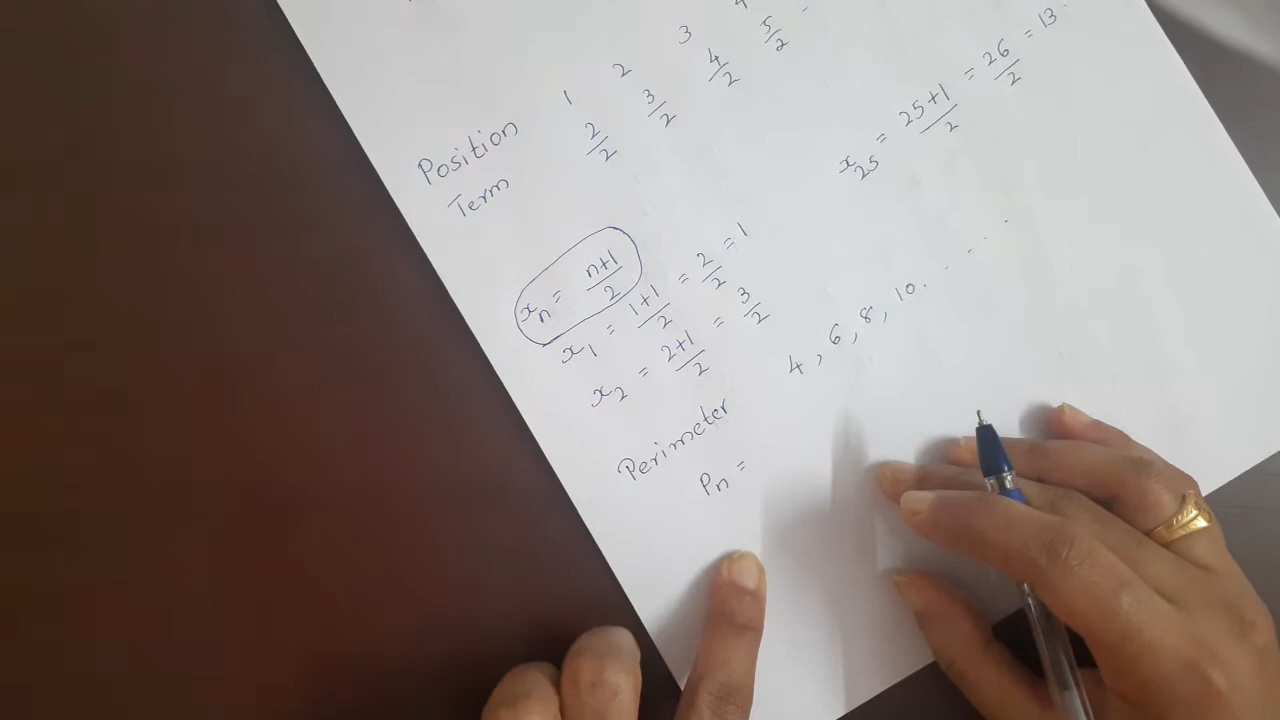 Position 1 2 3 4
Term 2/2 3/2 4/2 5/2 -
x₂₅ = 25+1/2 = 26/2 = 13.
xₙ = n+1/2
x₁ = 1+1/2 = 2/2 = 1
x₂ = 2+1/2 = 3/2
Perimeter 4, 6, 8, 10. . . . .
Pₙ =